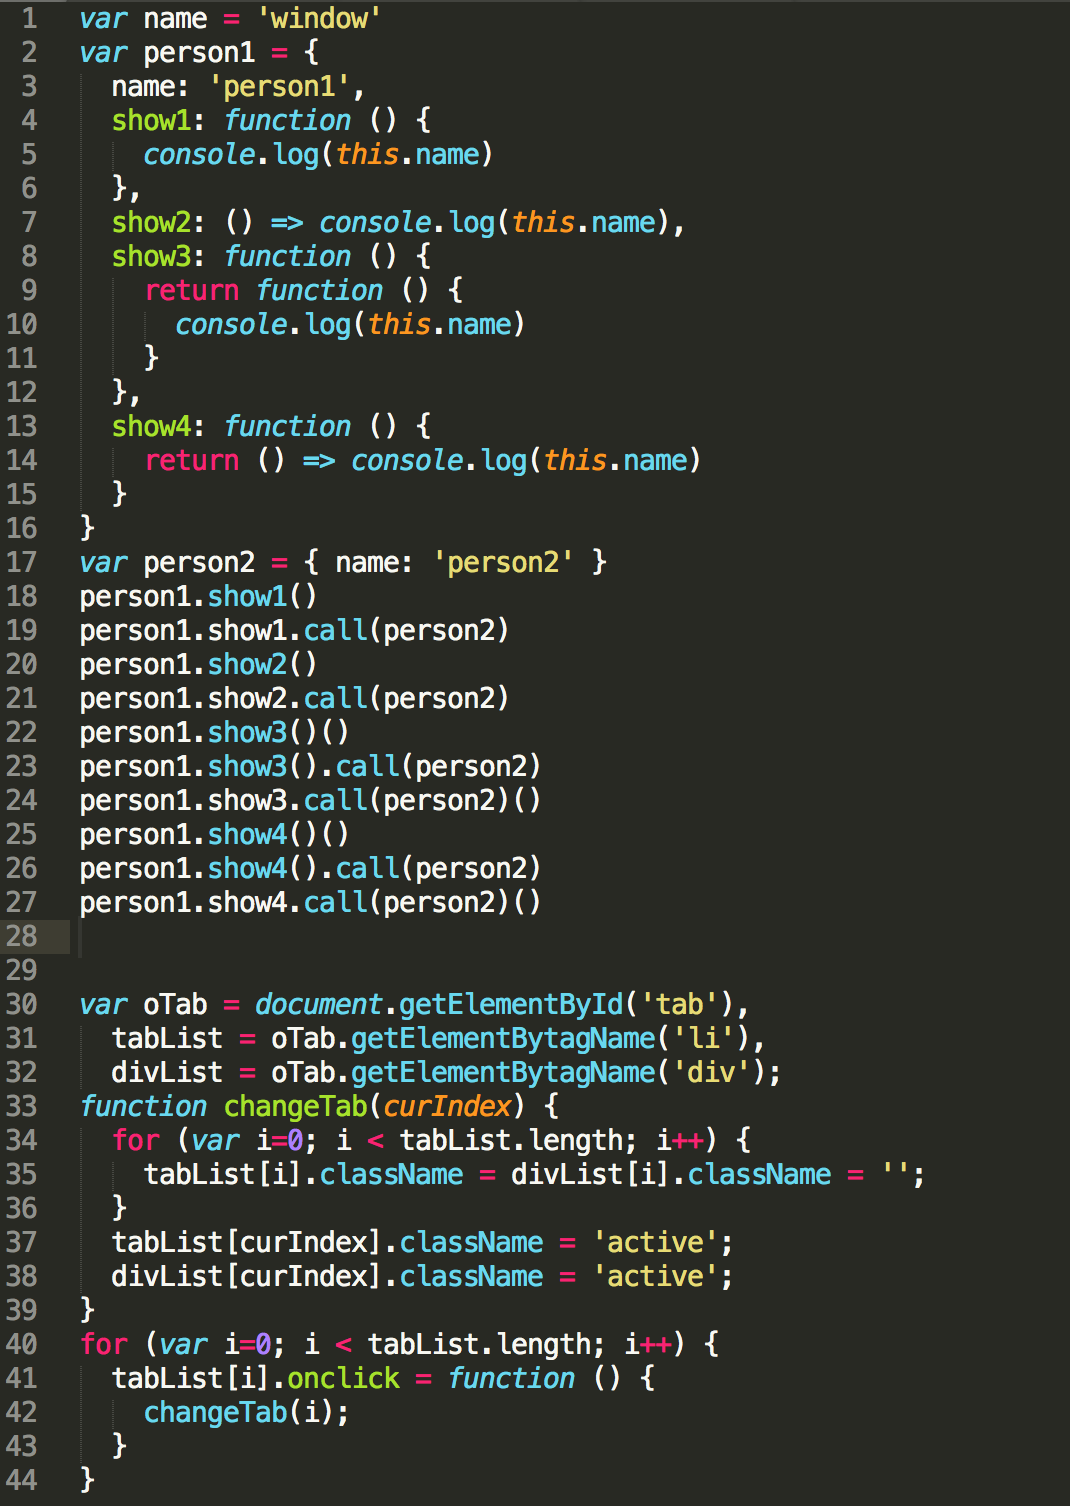 1 var name = 'window'
2 var person1 = {
3 name: 'person1',
4 show1: function () {
5 console.log(this.name)
6 },
7 show2: () => console.log(this.name),
8 show3: function () {
9 return function () {
10 console.log(this.name)
11 }
12 },
13 show4: function () {
14 return () => console.log(this.name)
15 }
16 }
17 var person2 = { name: 'person2' }
18 person1.show1()
19 person1.show1.call(person2)
20 person1.show2()
21 person1.show2.call(person2)
22 person1.show3()()
23 person1.show3().call(person2)
24 person1.show3.call(person2)()
25 person1.show4()()
26 person1.show4().call(person2)
27 person1.show4.call(person2)()
28
29
30 var oTab = document.getElementById('tab'),
31 tabList = oTab.getElementBytagName('li'),
32 divList = oTab.getElementBytagName('div');
33 function changeTab(curIndex) {
34 for (var i=0; i < tabList.length; i++) {
35 tabList[i].className = divList[i].className = '';
36 }
37 tabList[curIndex].className = 'active';
38 divList[curIndex].className = 'active';
39 }
40 for (var i=0; i < tabList.length; i++) {
41 tabList[i].onclick = function () {
42 changeTab(i);
43 }
44 }